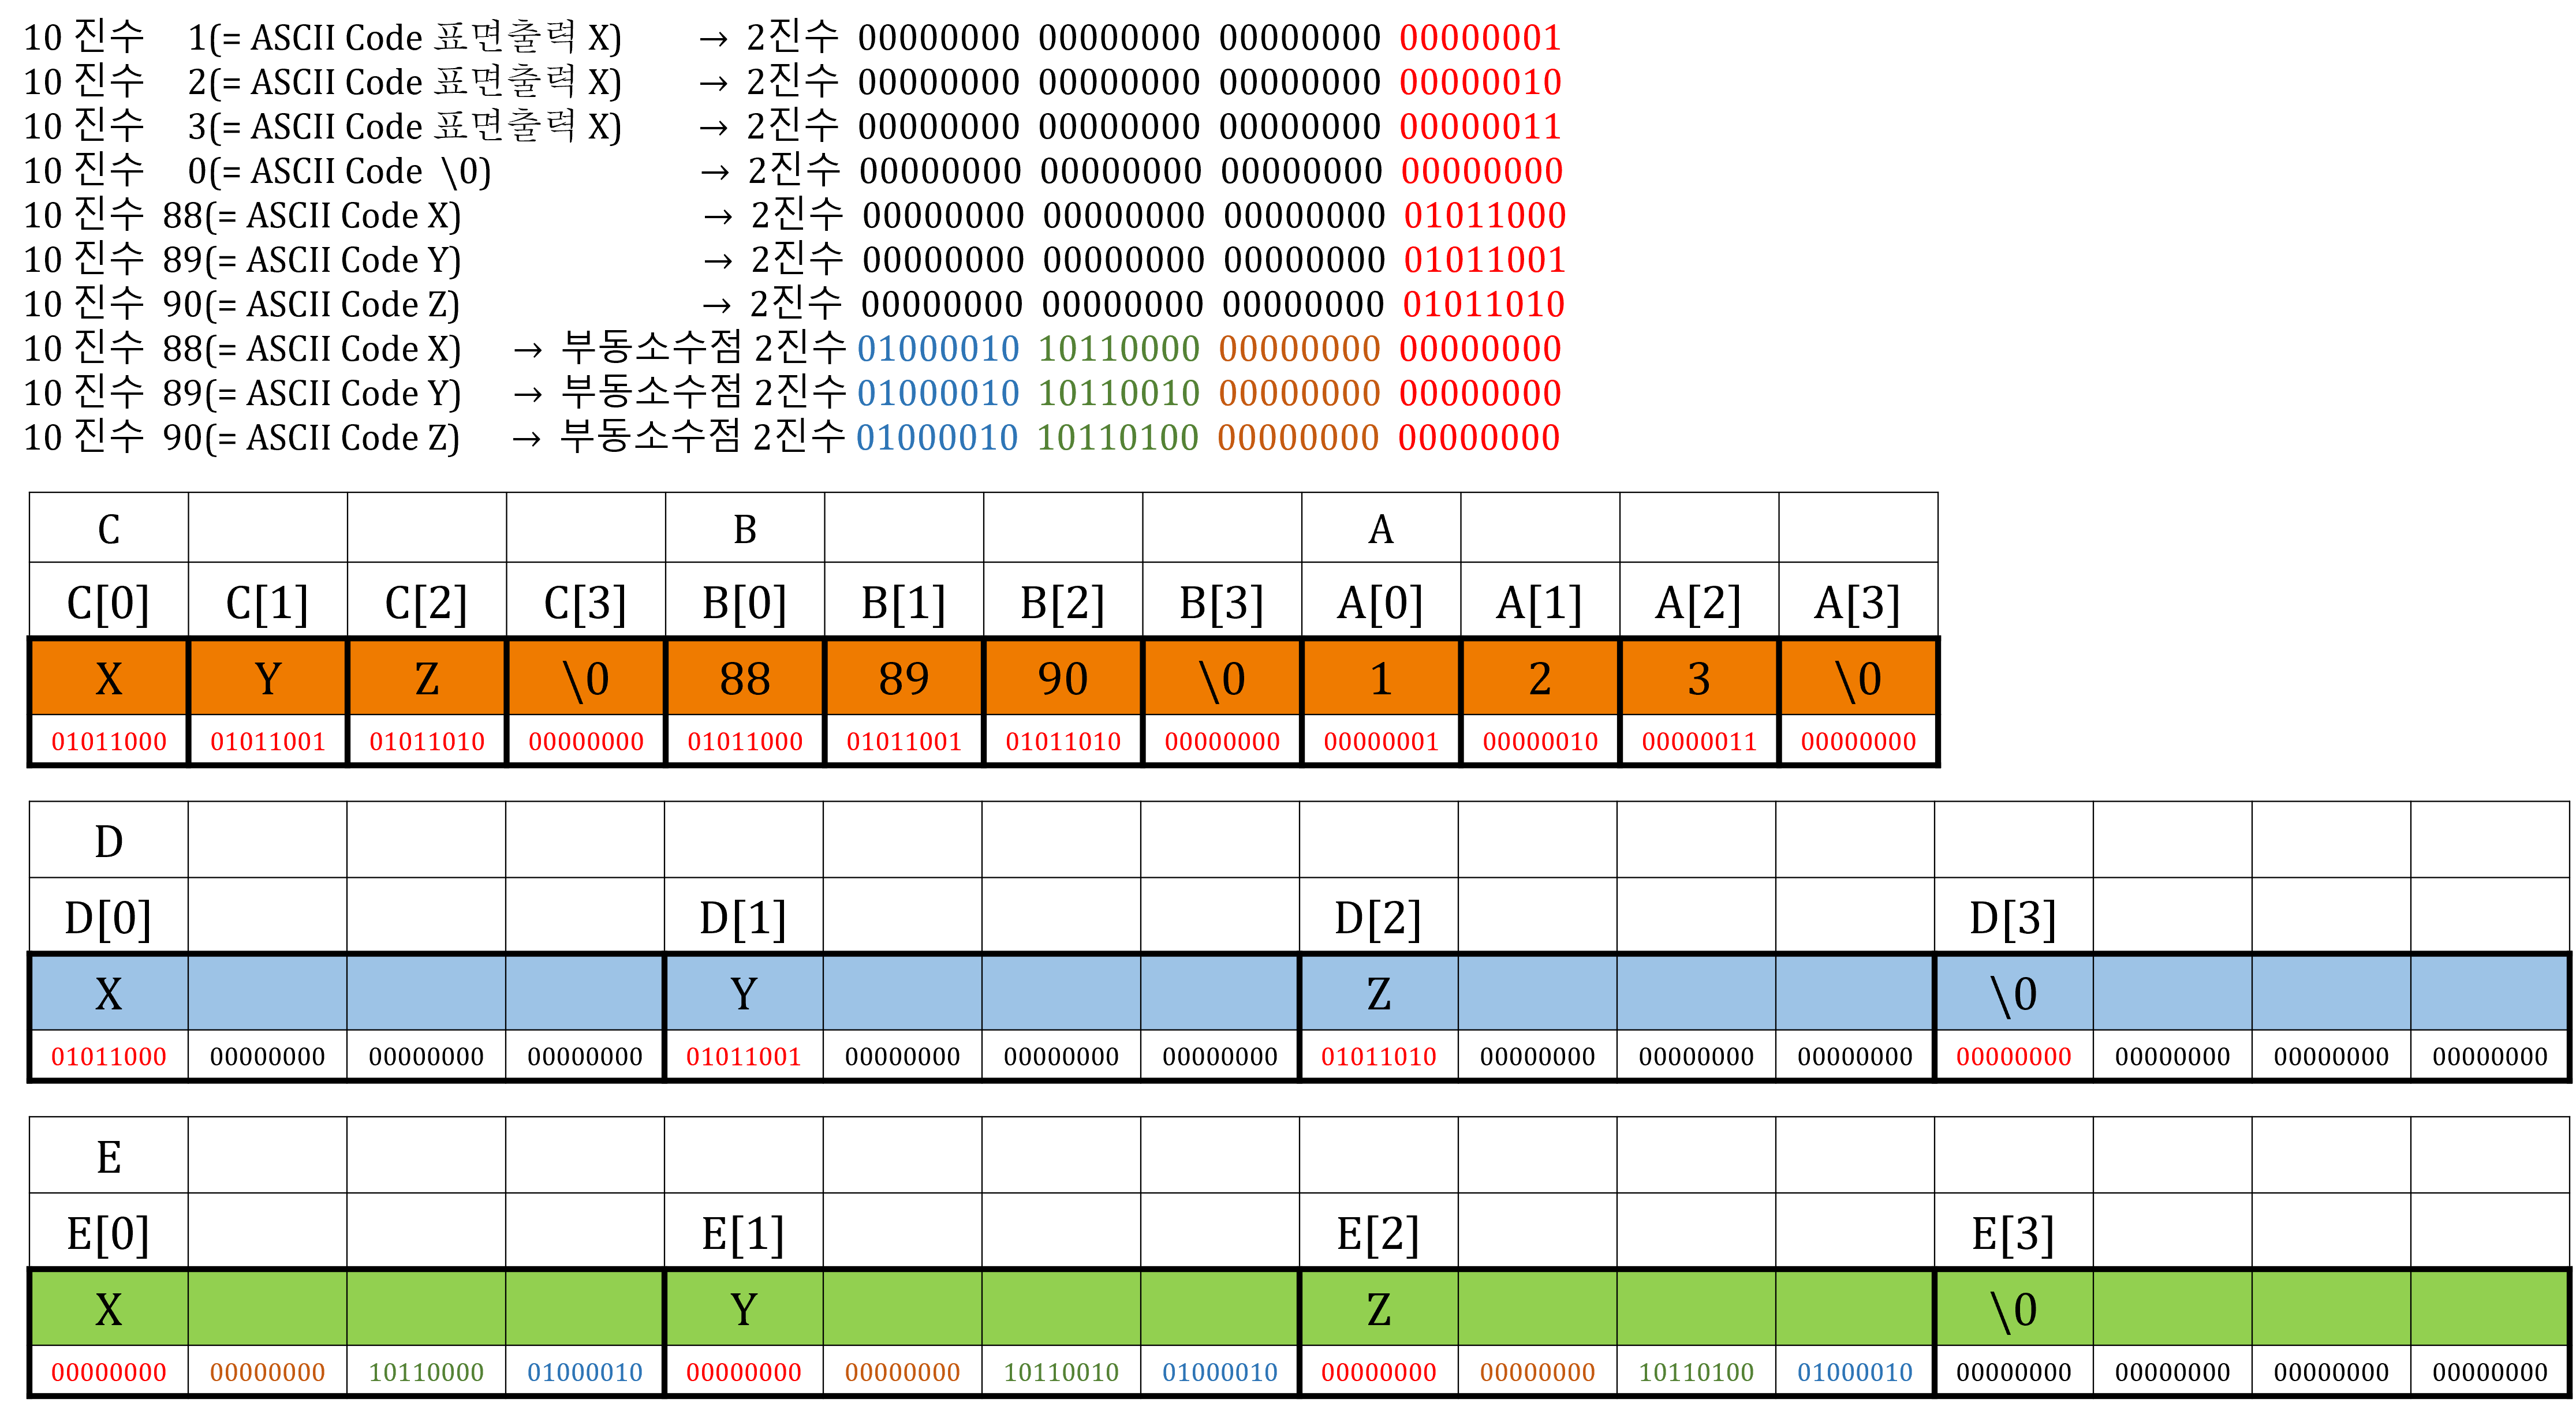 10 진수 1(= ASCII Code 표면출력 X) → 2진수 00000000 00000000 00000000 00000001
10 진수 2(= ASCII Code 표면출력 X) → 2진수 00000000 00000000 00000000 00000010
10 진수 3(= ASCII Code 표면출력 X) → 2진수 00000000 00000000 00000000 00000011
10 진수 0(= ASCII Code \0) → 2진수 00000000 00000000 00000000 00000000
10 진수 88(= ASCII Code X) → 2진수 00000000 00000000 00000000 01011000
10 진수 89(= ASCII Code Y) → 2진수 00000000 00000000 00000000 01011001
10 진수 90(= ASCII Code Z) → 2진수 00000000 00000000 00000000 01011010
10 진수 88(= ASCII Code X) → 부동소수점 2진수 01000010 10110000 00000000 00000000
10 진수 89(= ASCII Code Y) → 부동소수점 2진수 01000010 10110010 00000000 00000000
10 진수 90(= ASCII Code Z) → 부동소수점 2진수 01000010 10110100 00000000 00000000
C B A
C[0] C[1] C[2] C[3] B[0] B[1] B[2] B[3] A[0] A[1] A[2] A[3]
X Y Z \0 88 89 90 \0 1 2 3 \0
01011000 01011001 01011010 00000000 01011000 01011001 01011010 00000000 00000001 00000010 00000011 00000000
D
D[0] D[1] D[2] D[3]
X Y Z \0
01011000 00000000 00000000 00000000 01011001 00000000 00000000 00000000 01011010 00000000 00000000 00000000 00000000 00000000 00000000 00000000
E
E[0] E[1] E[2] E[3]
X Y Z \0
00000000 00000000 10110000 01000010 00000000 00000000 10110010 01000010 00000000 00000000 10110100 01000010 00000000 00000000 00000000 00000000